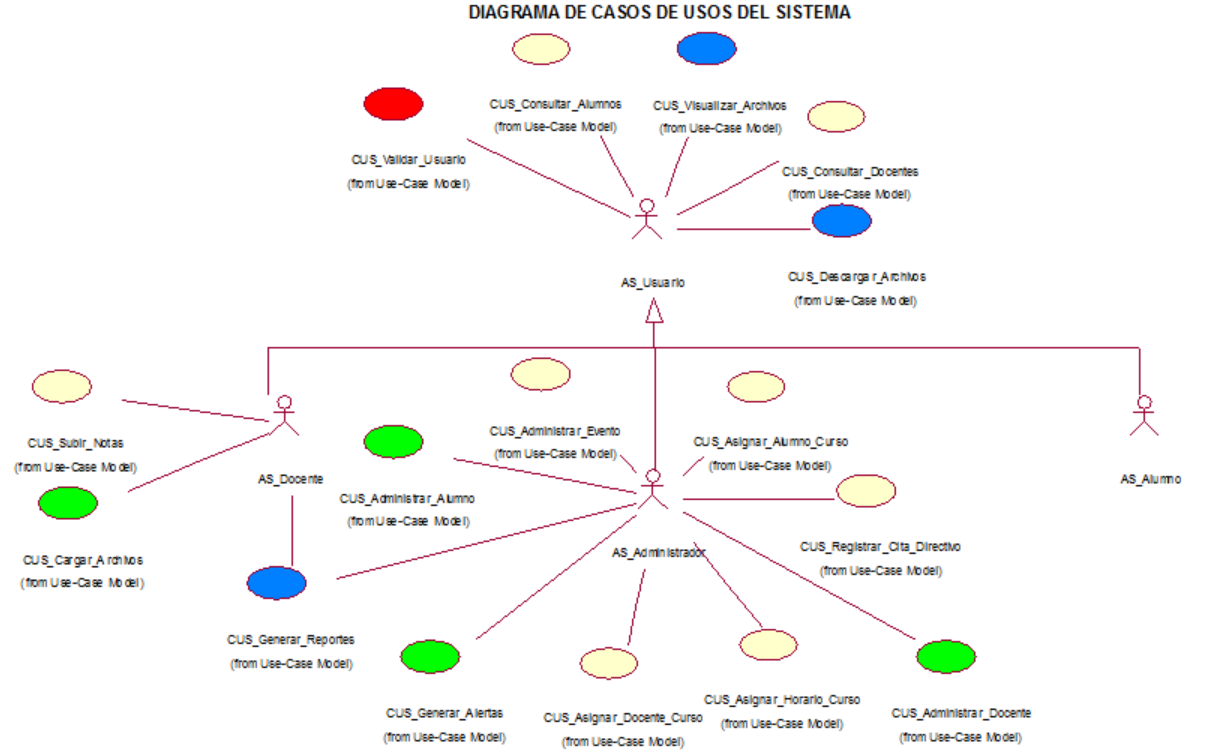 DIAGRAMA DE CASOS DE USOS DEL SISTEMA
CUS_Consultar_Alumnos
(from Use-Case Model)
CUS_Visualizar_Archivos
(from Use-Case Model)
CUS_Validar_Usuario
(from Use-Case Model)
CUS_Consultar_Docentes
(from Use-Case Model)
AS_Usuario
CUS_Descargar_Archivos
(from Use-Case Model)
CUS_Subir_Notas
(from Use-Case Model)
AS_Docente
CUS_Administrar_Evento
(from Use-Case Model)
CUS_Asignar_Alumno_Curso
(from Use-Case Model)
AS_Alumno
CUS_Administrar_Alumno
(from Use-Case Model)
CUS_Cargar_Archivos
(from Use-Case Model)
AS_Administrador
CUS_Registrar_Cita_Directivo
(from Use-Case Model)
CUS_Generar_Reportes
(from Use-Case Model)
CUS_Generar_Alertas
(from Use-Case Model)
CUS_Asignar_Docente_Curso
(from Use-Case Model)
CUS_Asignar_Horario_Curso
(from Use-Case Model)
CUS_Administrar_Docente
(from Use-Case Model)